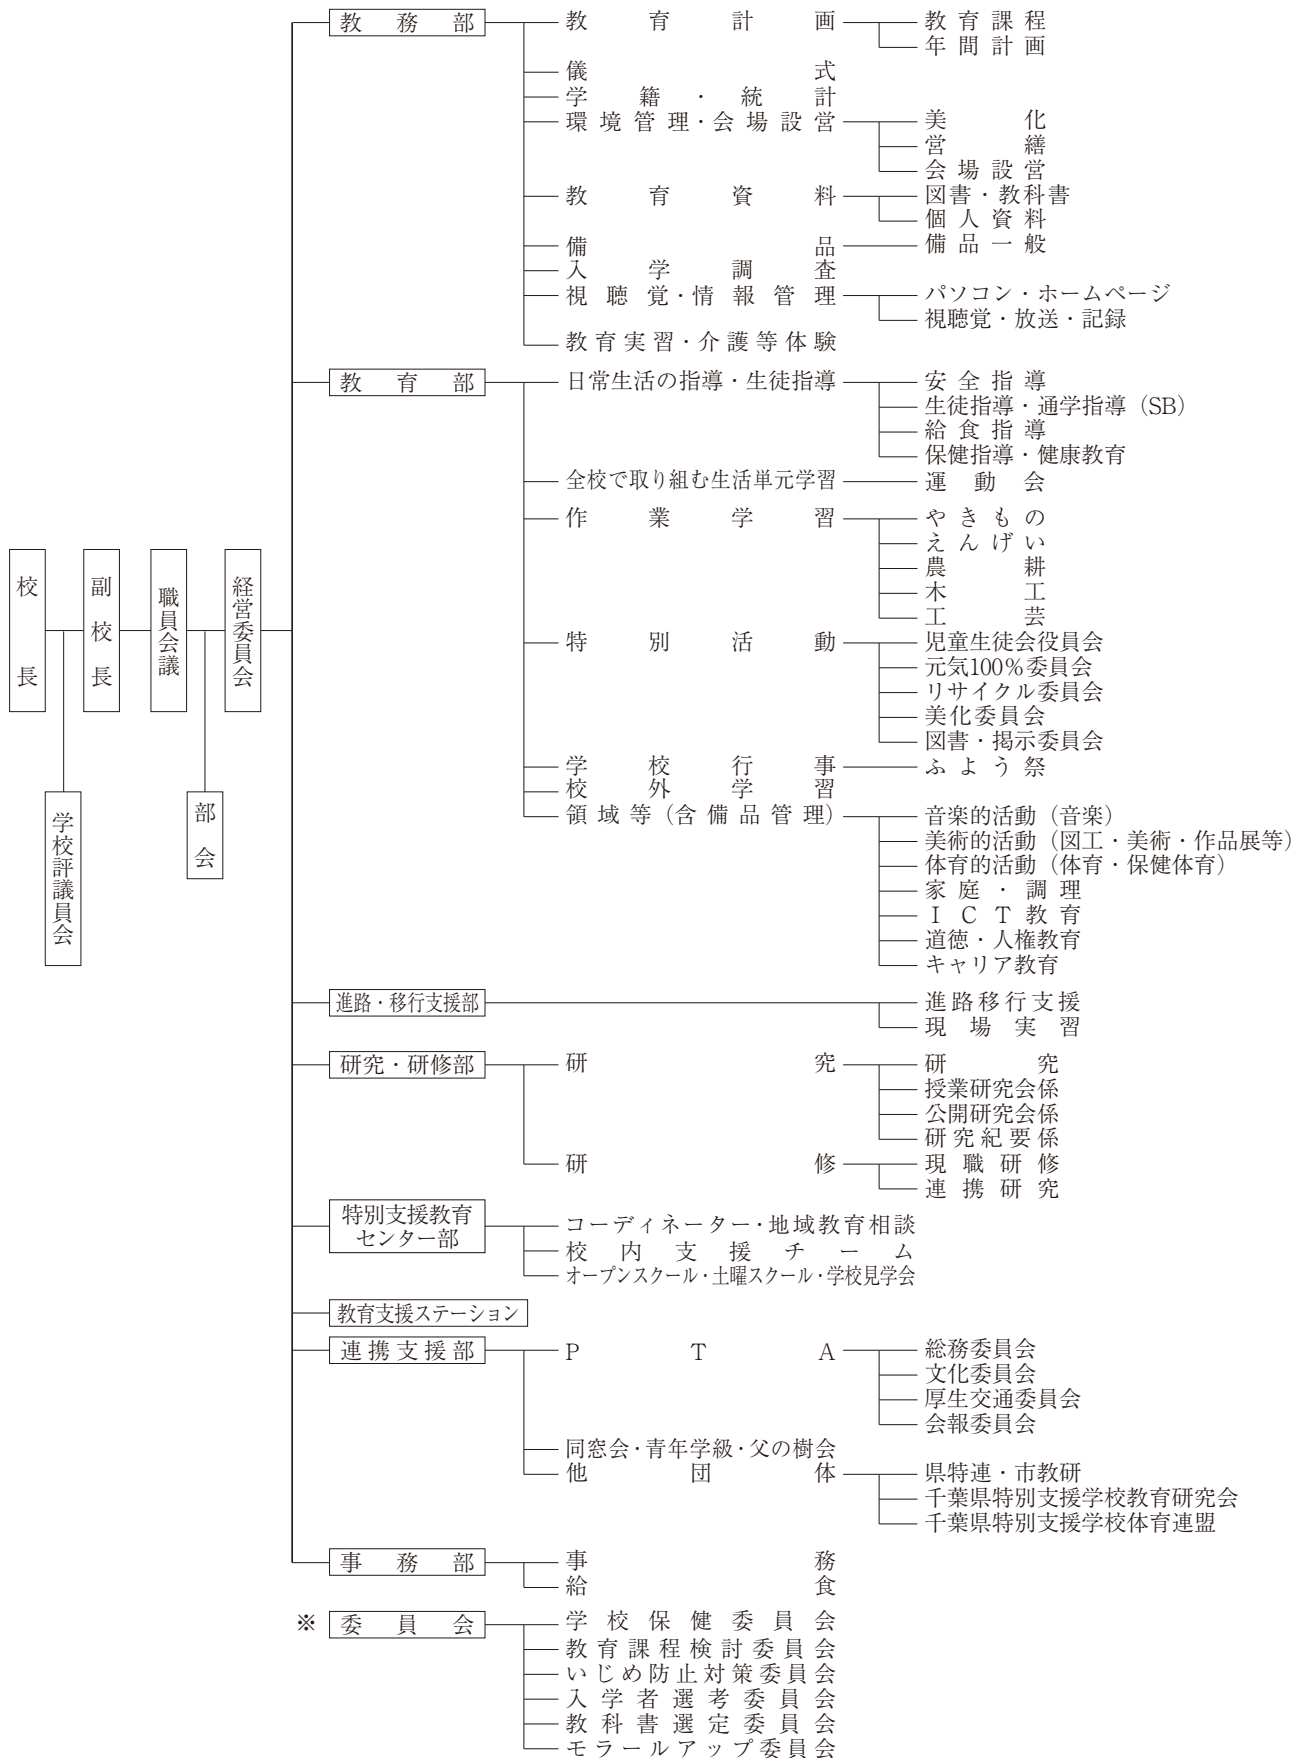 校長
副校長
職員会議
経営委員会
学校評議員会
部会
教務部
教育計画
教育課程
年間計画
儀式
学籍・統計
環境管理・会場設営
美化
営繕
会場設営
教育資料
図書・教科書
個人資料
備品
備品一般
入学調査
視聴覚・情報管理
パソコン・ホームページ
視聴覚・放送・記録
教育実習・介護等体験
教育部
日常生活の指導・生徒指導
安全指導
生徒指導・通学指導（SB）
給食指導
保健指導・健康教育
全校で取り組む生活単元学習
運動会
作業学習
やきもの
えんげい
農耕
木工
工芸
特別活動
児童生徒会役員会
元気100％委員会
リサイクル委員会
美化委員会
図書・掲示委員会
学校行事
ふよう祭
校外学習
領域等（含備品管理）
音楽的活動（音楽）
美術的活動（図工・美術・作品展等）
体育的活動（体育・保健体育）
家庭・調理
ＩＣＴ教育
道徳・人権教育
キャリア教育
進路・移行支援部
進路移行支援
現場実習
研究・研修部
研究
研究
授業研究会係
公開研究会係
研究紀要係
研修
現職研修
連携研究
特別支援教育
センター部
コーディネーター・地域教育相談
校内支援チーム
オープンスクール・土曜スクール・学校見学会
教育支援ステーション
連携支援部
ＰＴＡ
総務委員会
文化委員会
厚生交通委員会
会報委員会
同窓会・青年学級・父の樹会
他団体
県特連・市教研
千葉県特別支援学校教育研究会
千葉県特別支援学校体育連盟
事務部
事務
給食
※ 委員会
学校保健委員会
教育課程検討委員会
いじめ防止対策委員会
入学者選考委員会
教科書選定委員会
モラールアップ委員会